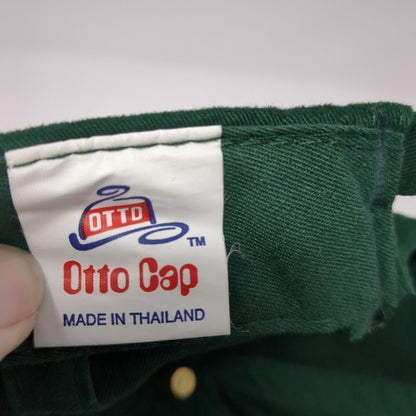 OTTO
TM
Otto Cap
MADE IN THAILAND